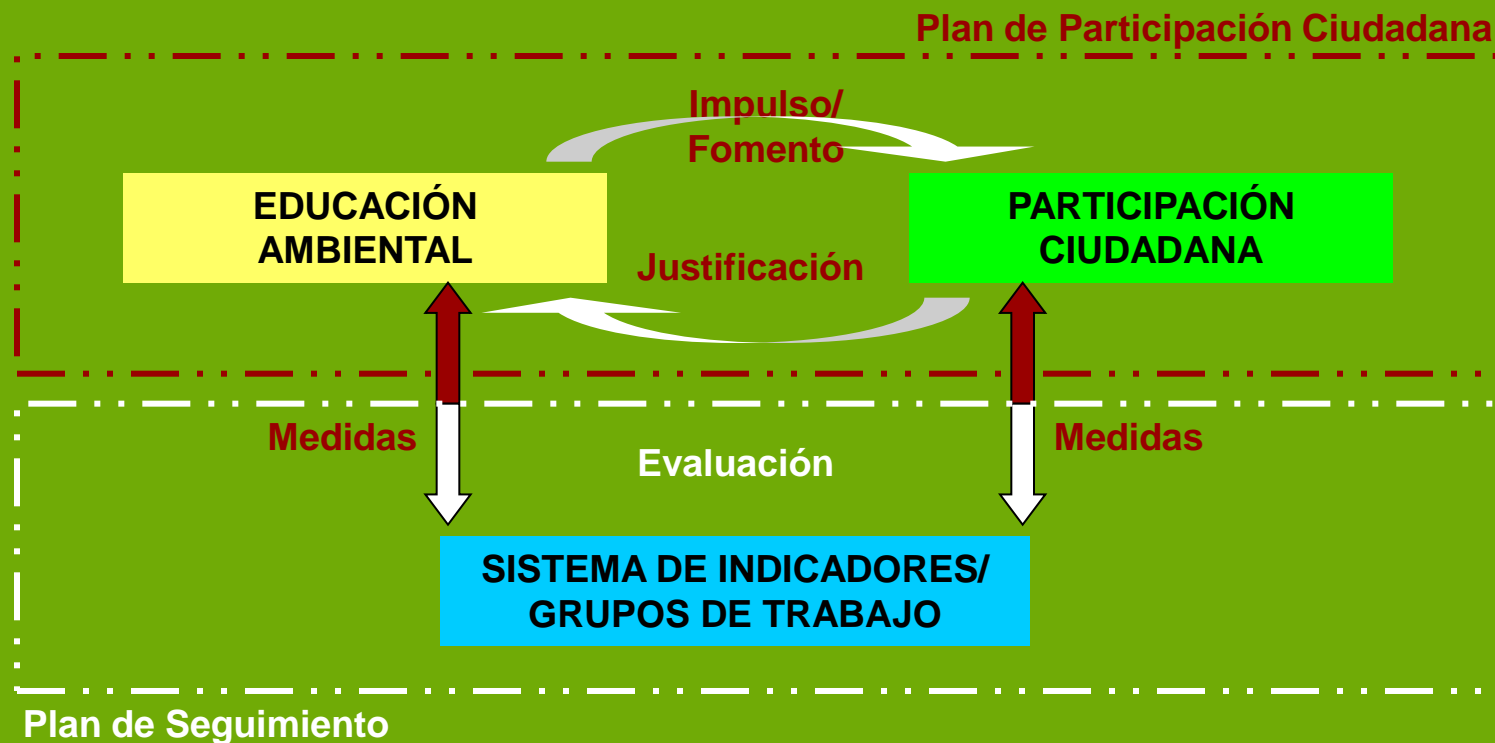 Plan de Participación Ciudadana
Impulso/
Fomento
EDUCACIÓN
AMBIENTAL
PARTICIPACIÓN
CIUDADANA
Justificación
Medidas
Evaluación
Medidas
SISTEMA DE INDICADORES/
GRUPOS DE TRABAJO
Plan de Seguimiento